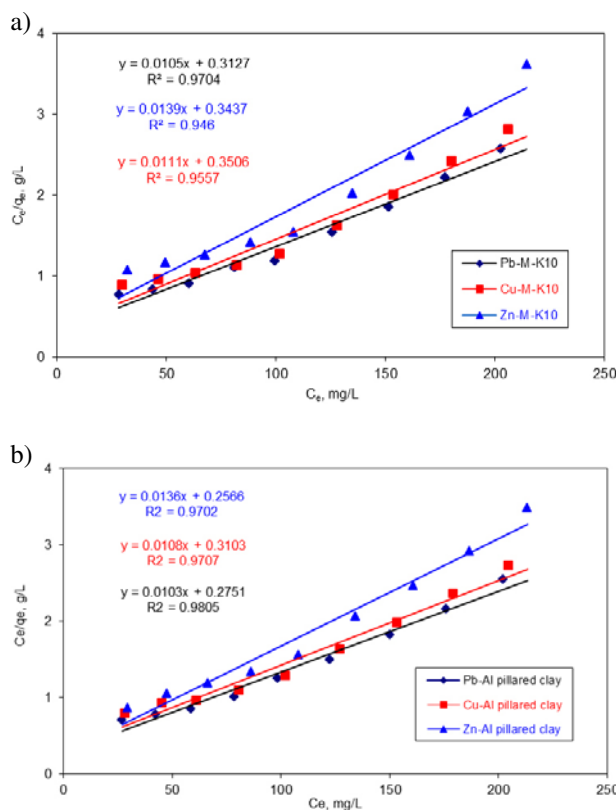 a)
4
3
2
1
0
Ce/qe, g/L
y = 0.0105x + 0.3127
R² = 0.9704
y = 0.0139x + 0.3437
R² = 0.946
y = 0.0111x + 0.3506
R² = 0.9557
Pb-M-K10
Cu-M-K10
Zn-M-K10
0 50 100 150 200 250
Ce, mg/L
b)
4
3
2
1
0
Ce/qe, g/L
y = 0.0136x + 0.2566
R2 = 0.9702
y = 0.0108x + 0.3103
R2 = 0.9707
y = 0.0103x + 0.2751
R2 = 0.9805
Pb-Al pillared clay
Cu-Al pillared clay
Zn-Al pillared clay
0 50 100 150 200 250
Ce, mg/L